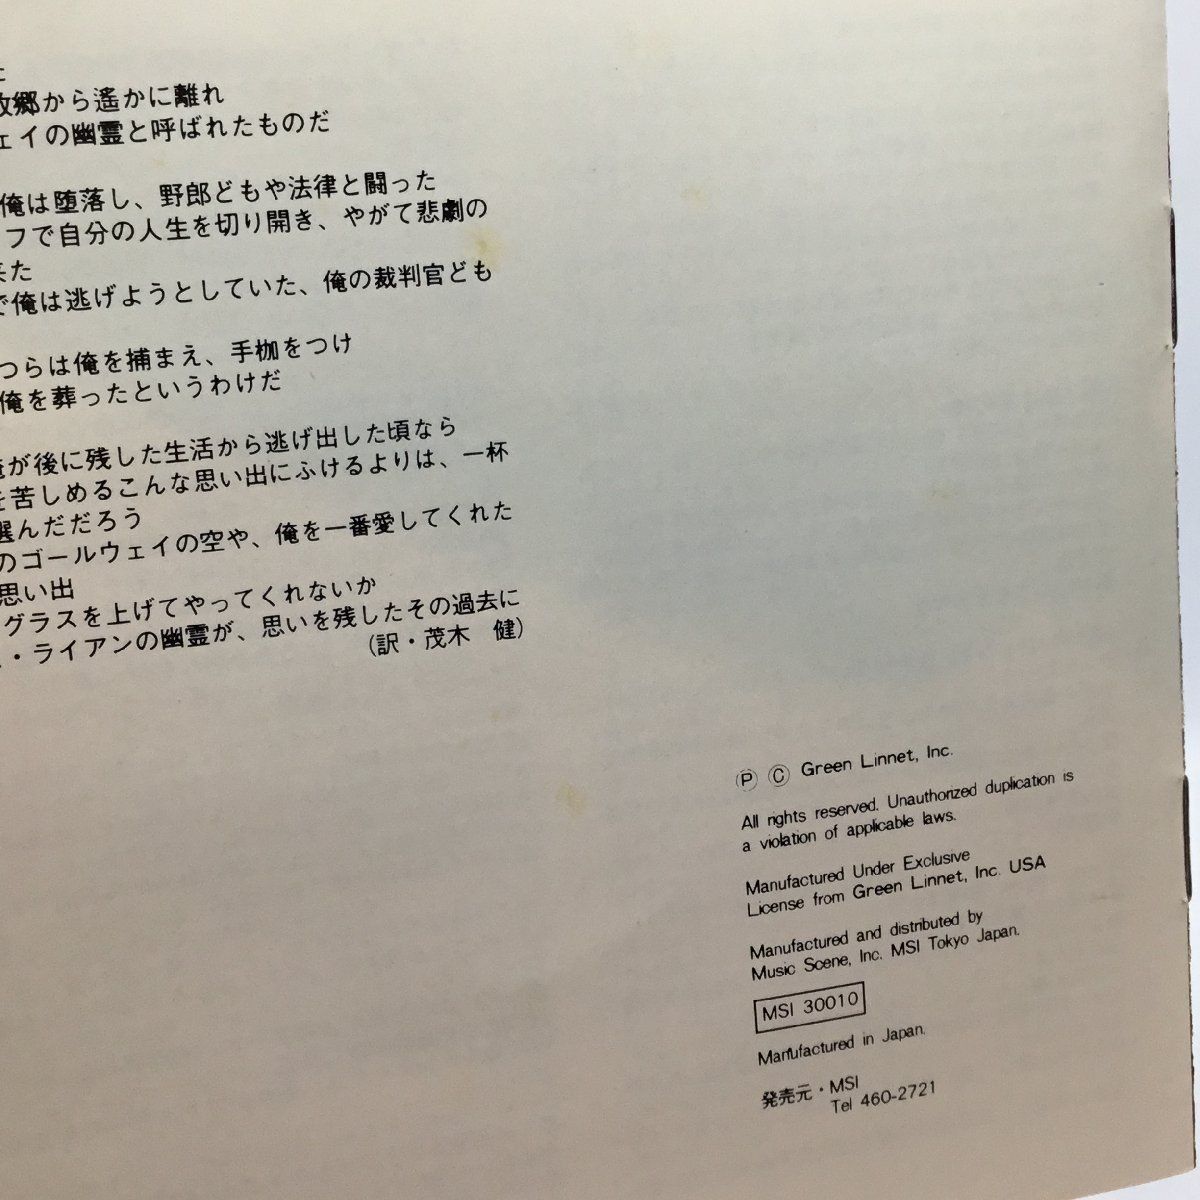 故郷から遙かに離れ
ェイの幽霊と呼ばれたものだ
俺は堕落し、野郎どもや法律と闘った
フで自分の人生を切り開き、やがて悲劇の
来た
で俺は逃げようとしていた、俺の裁判官ども
つらは俺を捕まえ、手枷をつけ
俺を葬ったというわけだ
俺が後に残した生活から逃げ出した頃なら
を苦しめるこんな思い出にふけるよりは、一杯
選んだだろう
のゴールウェイの空や、俺を一番愛してくれた
思い出
グラスを上げてやってくれないか
・ライアンの幽霊が、思いを残したその過去に
(訳・茂木　健)
Ⓟ Ⓒ Green Linnet, Inc.
All rights reserved. Unauthorized duplication is
a violation of applicable laws.
Manufactured Under Exclusive
License from Green Linnet, Inc. USA
Manufactured and distributed by
Music Scene, Inc. MSI Tokyo Japan.
MSI 30010
Manufactured in Japan.
発売元・MSI
Tel 460-2721